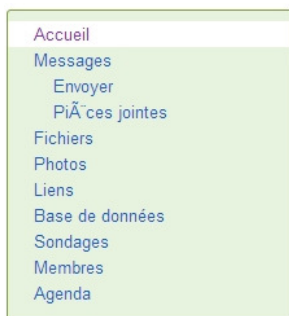 Accueil
Messages
Envoyer
PiÃ¨ces jointes
Fichiers
Photos
Liens
Base de données
Sondages
Membres
Agenda